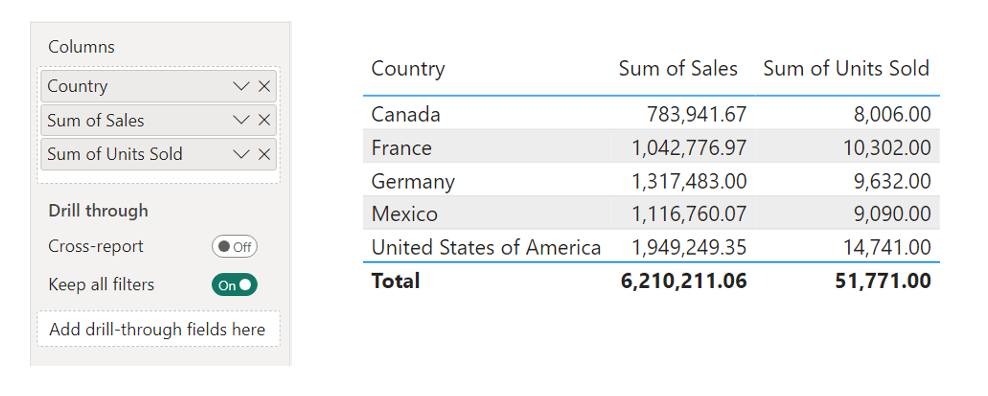 Columns
Country
Sum of Sales
Sum of Units Sold
Drill through
Cross-report Off
Keep all filters On
Add drill-through fields here
Country Sum of Sales Sum of Units Sold
Canada 783,941.67 8,006.00
France 1,042,776.97 10,302.00
Germany 1,317,483.00 9,632.00
Mexico 1,116,760.07 9,090.00
United States of America 1,949,249.35 14,741.00
Total 6,210,211.06 51,771.00